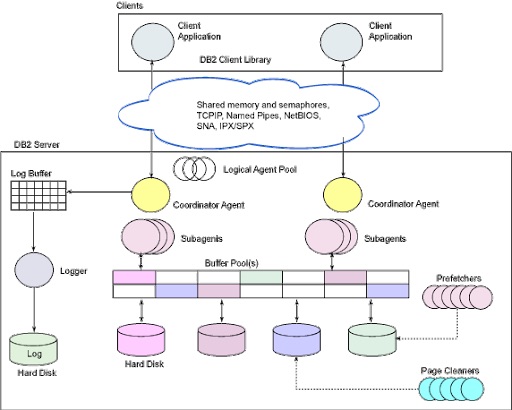 Clients
Client
Application
Client
Application
DB2 Client Library
Shared memory and semaphores,
TCPIP, Named Pipes, NetBIOS,
SNA, IPX/SPX
DB2 Server
Logical Agent Pool
Log Buffer
Coordinator Agent
Coordinator Agent
Subagents
Subagents
Buffer Pool(s)
Logger
Prefetchers
Log
Hard Disk
Hard Disk
Page Cleaners